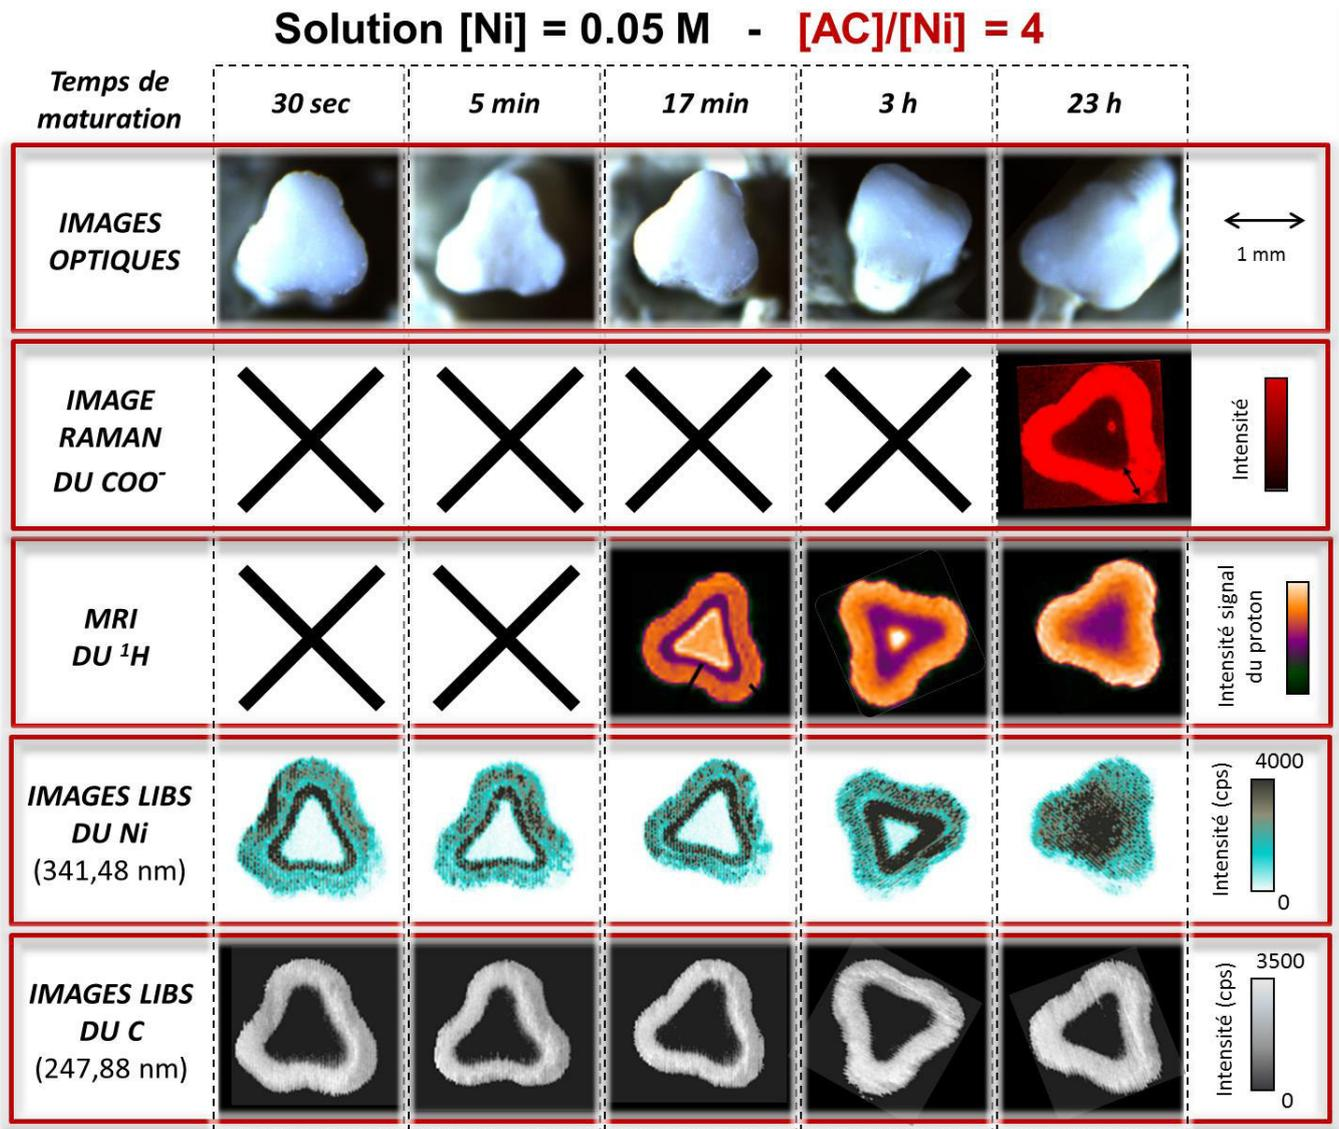 Solution [Ni] = 0.05 M - [AC]/[Ni] = 4
Temps de
maturation
30 sec
5 min
17 min
3 h
23 h
IMAGES
OPTIQUES
1 mm
IMAGE
RAMAN
DU COO⁻
Intensité
MRI
DU ¹H
Intensité signal
du proton
IMAGES LIBS
DU Ni
(341,48 nm)
Intensité (cps)
4000
0
IMAGES LIBS
DU C
(247,88 nm)
Intensité (cps)
3500
0